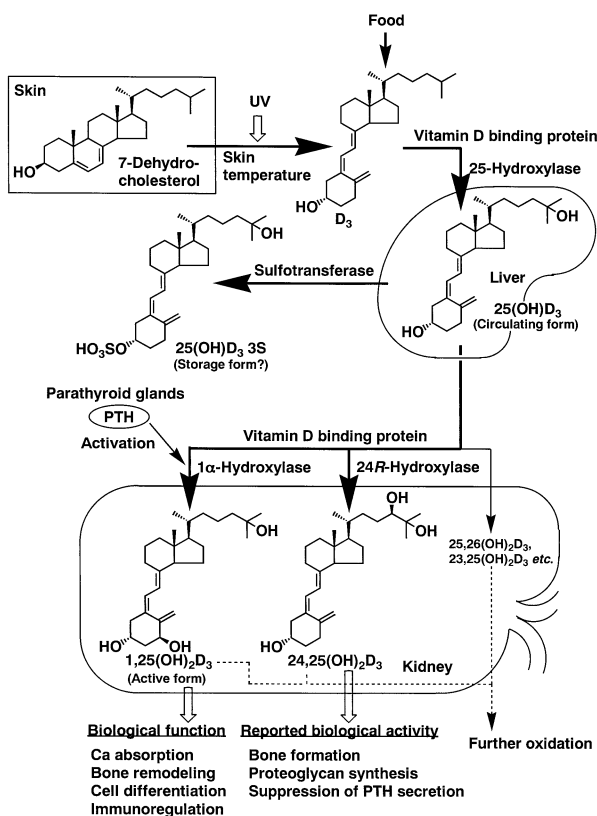 Food
Skin
UV
7-Dehydro-
cholesterol
HO
Skin
temperature
HO
D3
Vitamin D binding protein
25-Hydroxylase
OH
Liver
25(OH)D3
(Circulating form)
HO
OH
Sulfotransferase
HO3SO
25(OH)D3 3S
(Storage form?)
Parathyroid glands
PTH
Activation
Vitamin D binding protein
1α-Hydroxylase
24R-Hydroxylase
OH
HO
OH
1,25(OH)2D3
(Active form)
OH
OH
HO
24,25(OH)2D3
25,26(OH)2D3,
23,25(OH)2D3 etc.
Kidney
Further oxidation
Biological function
Ca absorption
Bone remodeling
Cell differentiation
Immunoregulation
Reported biological activity
Bone formation
Proteoglycan synthesis
Suppression of PTH secretion